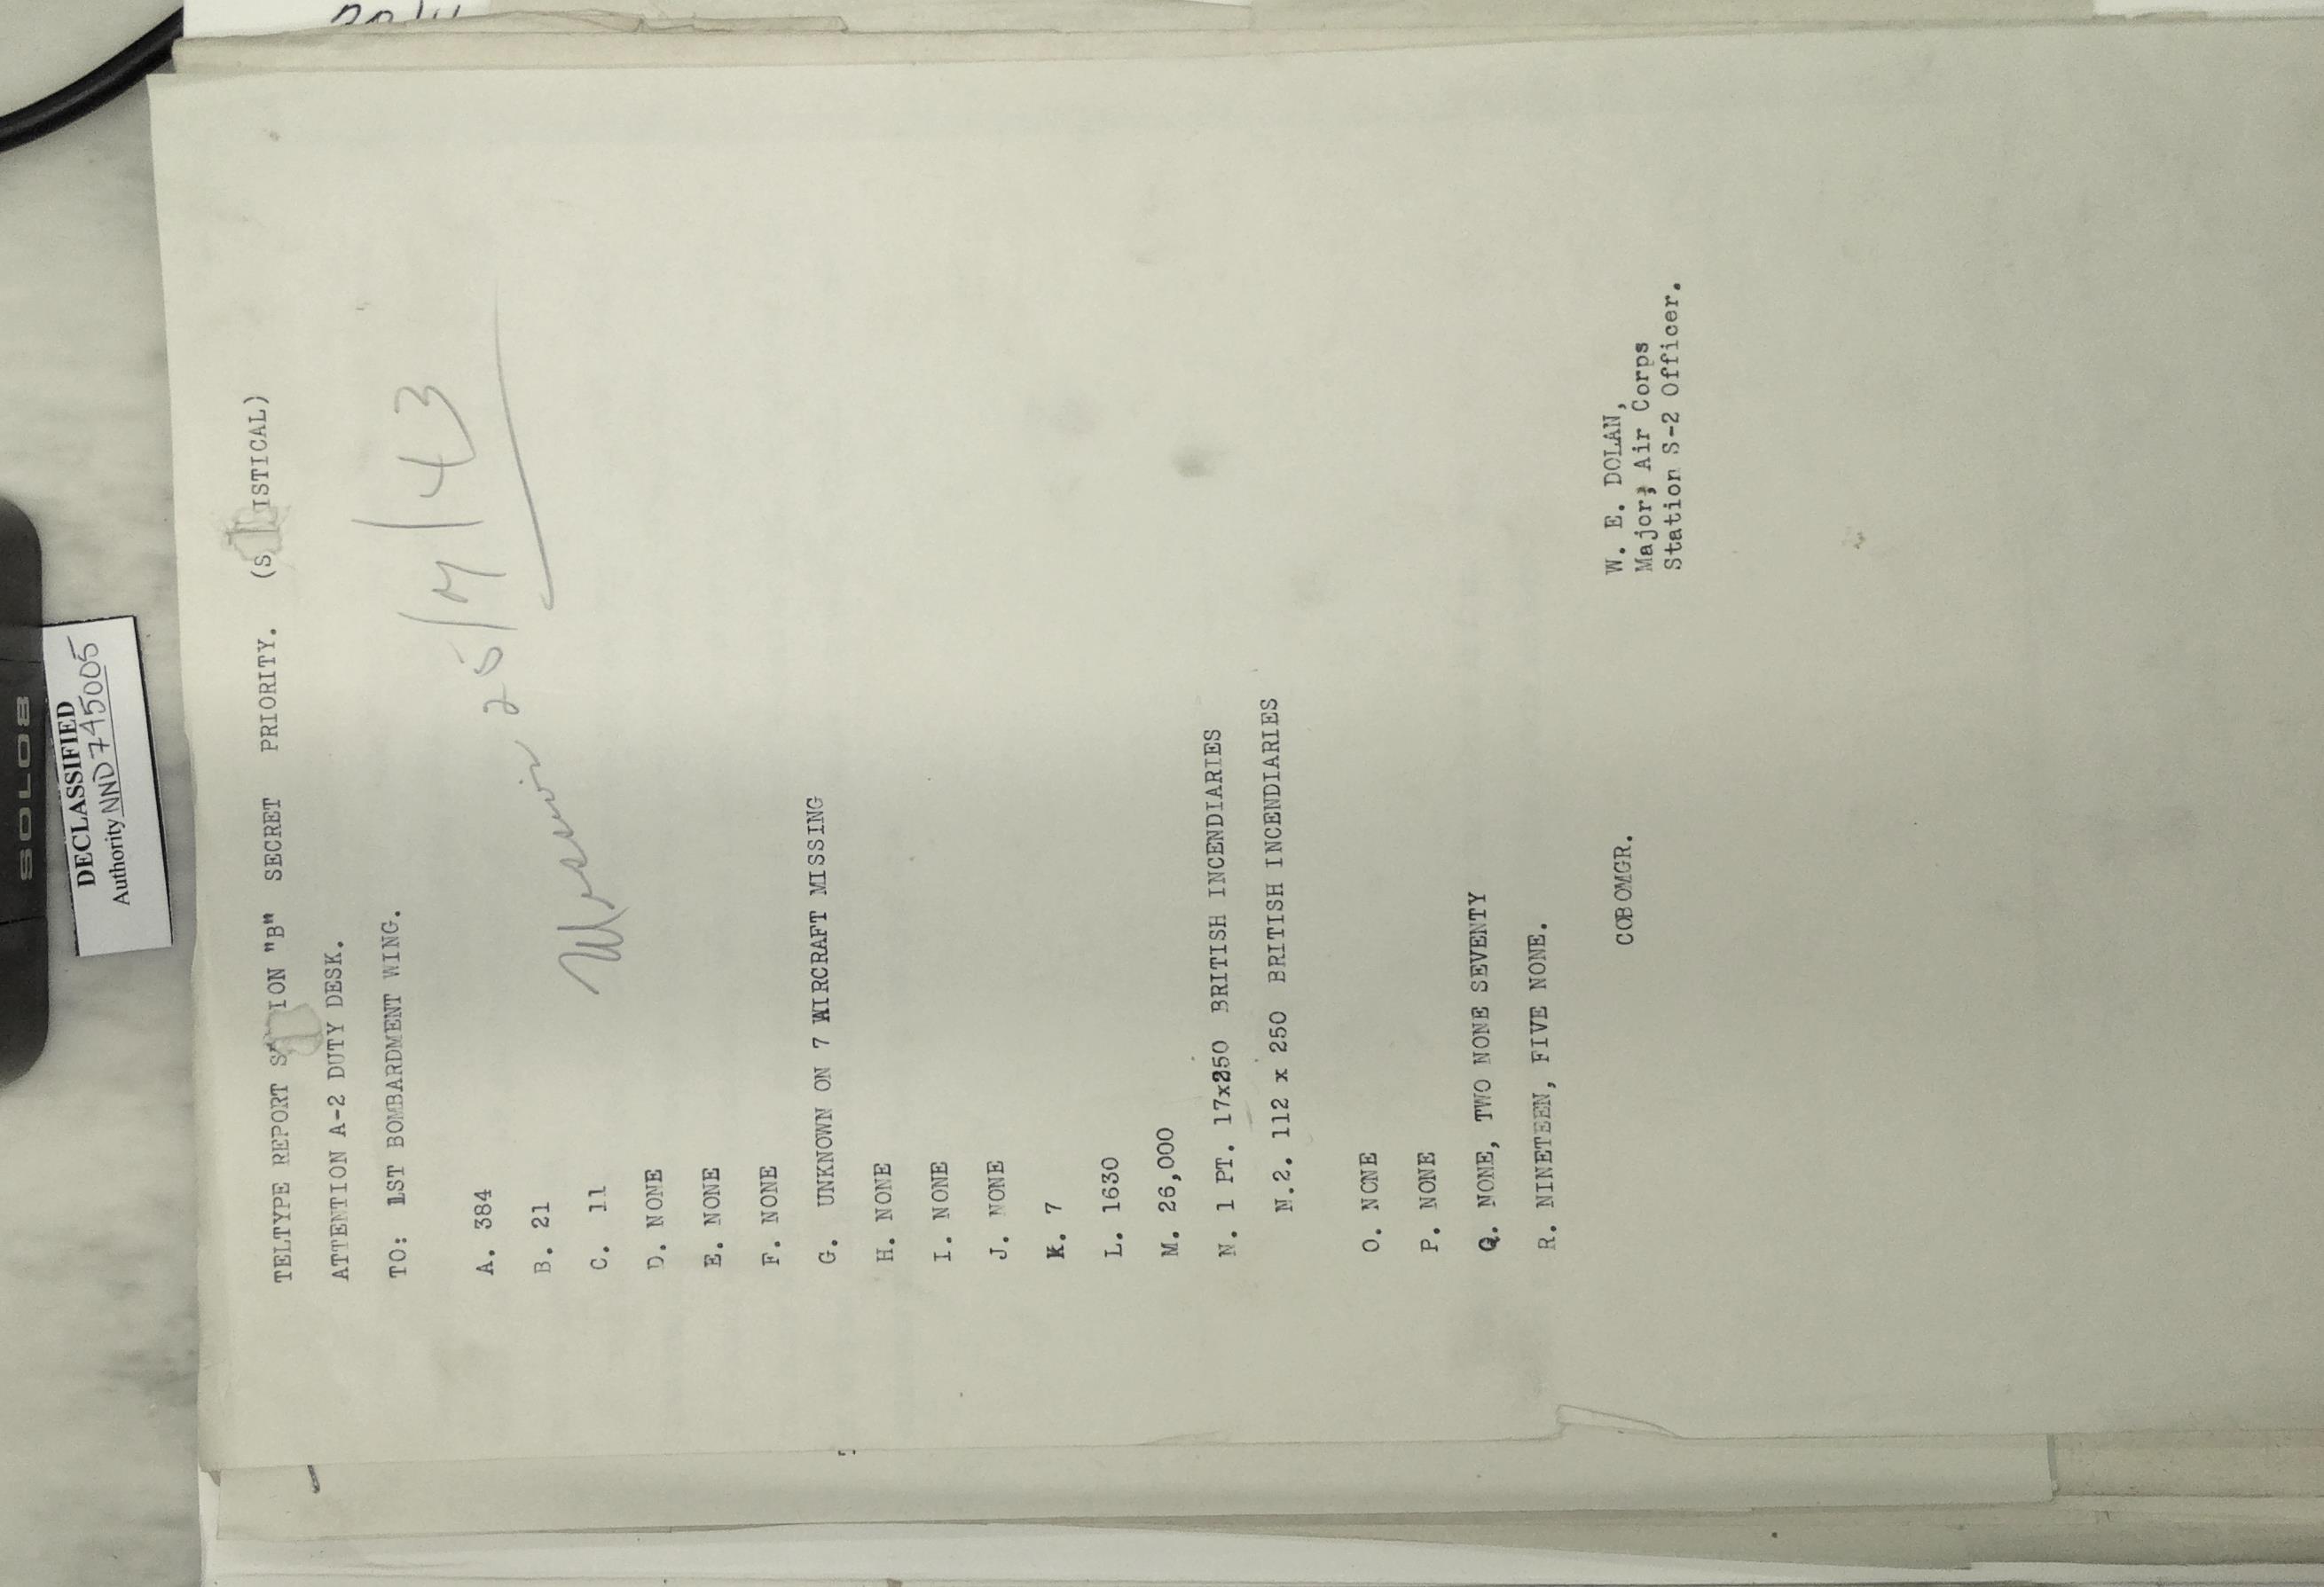 SOLO8
DECLASSIFIED
Authority NND 745005
TELTYPE REPORT S ION "B" SECRET PRIORITY. (S ISTICAL)
ATTENTION A-2 DUTY DESK.
TO: 1ST BOMBARDMENT WING.
25/7/43
A. 384
B. 21
C. 11
D. NONE
E. NONE
F. NONE
G. UNKNOWN ON 7 AIRCRAFT MISSING
H. NONE
I. NONE
J. NONE
K. 7
L. 1630
M. 26,000
N. 1 PT. 17x250 BRITISH INCENDIARIES
N.2. 112 x 250 BRITISH INCENDIARIES
O. NONE
P. NONE
Q. NONE, TWO NONE SEVENTY
R. NINETEEN, FIVE NONE.
COBOMGR.
W. E. DOLAN,
Major, Air Corps
Station S-2 Officer.